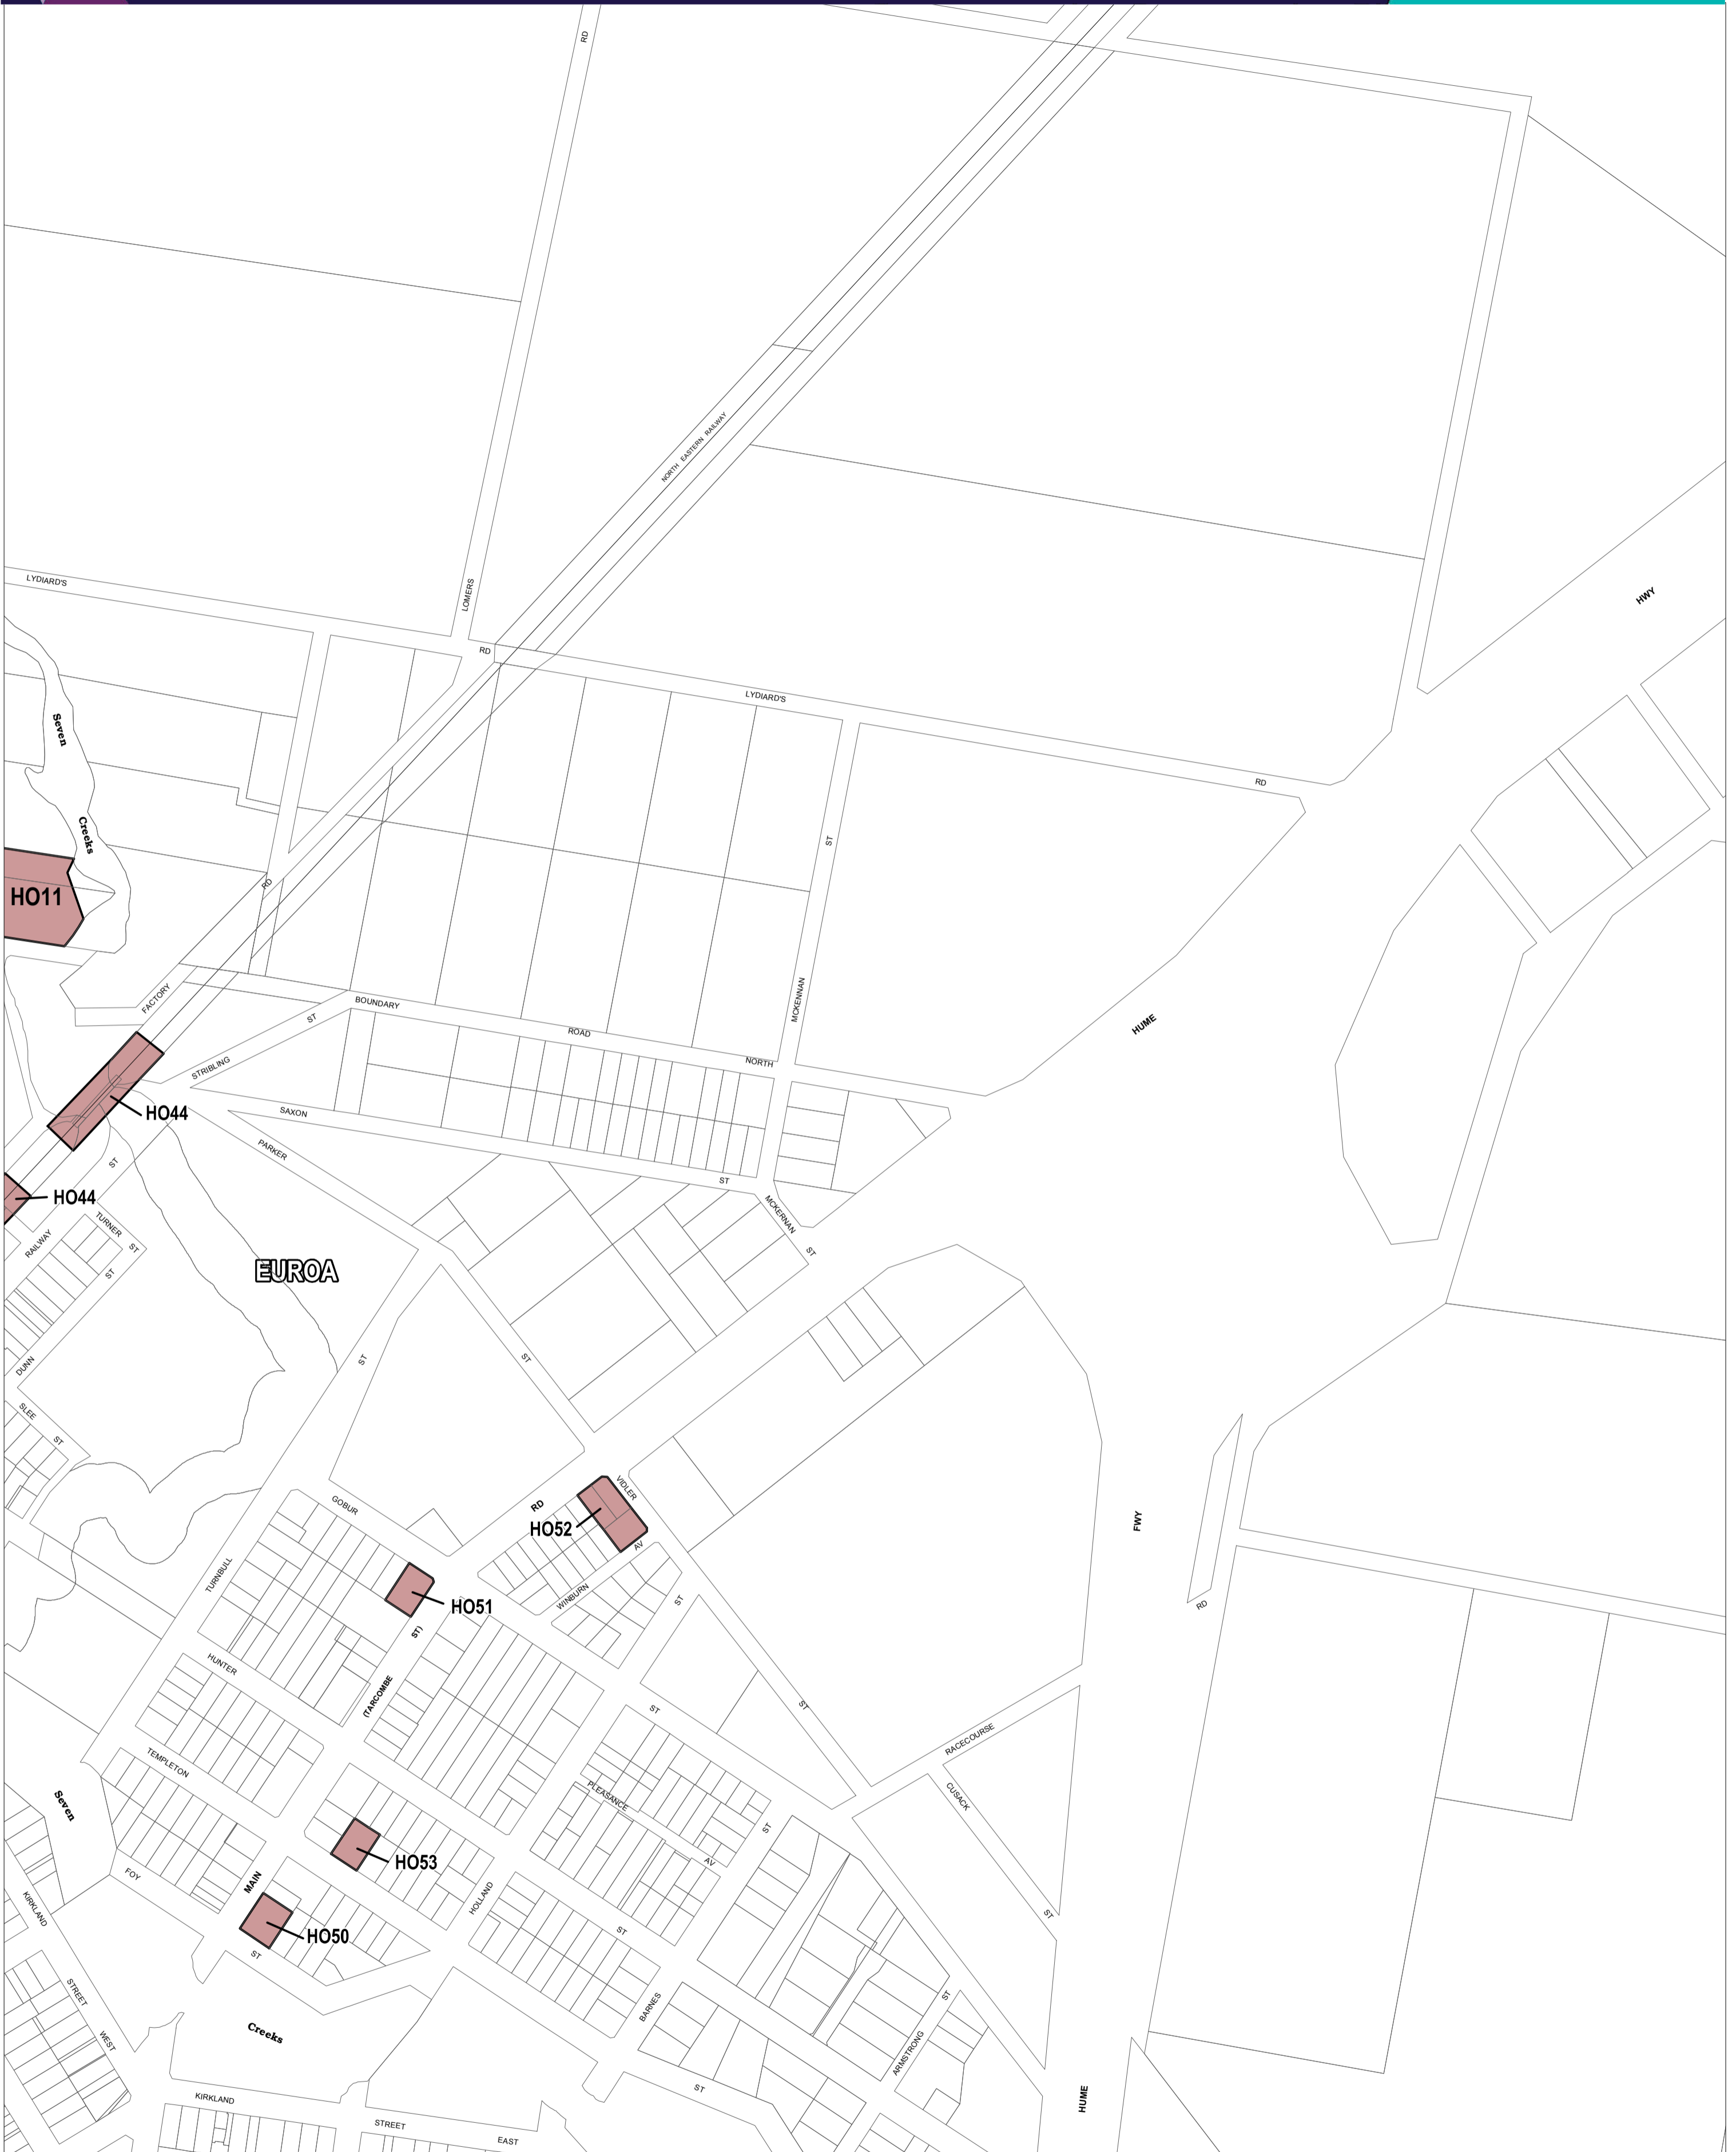 RD
NORTH EASTERN RAILWAY
LYDIARD'S
LOMERS
HWY
RD
LYDIARD'S
Seven
RD
Creeks
ST
RD
HO11
FACTORY
BOUNDARY
MCKENNAN
ST
HUME
ROAD
STRIBLING
NORTH
HO44
SAXON
PARKER
ST
ST
HO44
MCKERNAN
TURNER
RAILWAY
ST
ST
ST
EUROA
DUNN
ST
ST
SLEE
ST
VIDLER
GOBUR
RD
HO52
FWY
AV
TURNBULL
WINBURN
HO51
ST
RD
ST)
HUNTER
(TARCOMBE
ST
ST
RACECOURSE
TEMPLETON
PLEASANCE
CUSACK
Seven
ST
HO53
AV
FOY
MAIN
HOLLAND
KIRKLAND
ST
ST
HO50
ST
STREET
ST
BARNES
Creeks
WEST
ARMSTRONG
ST
HUME
KIRKLAND
STREET
EAST